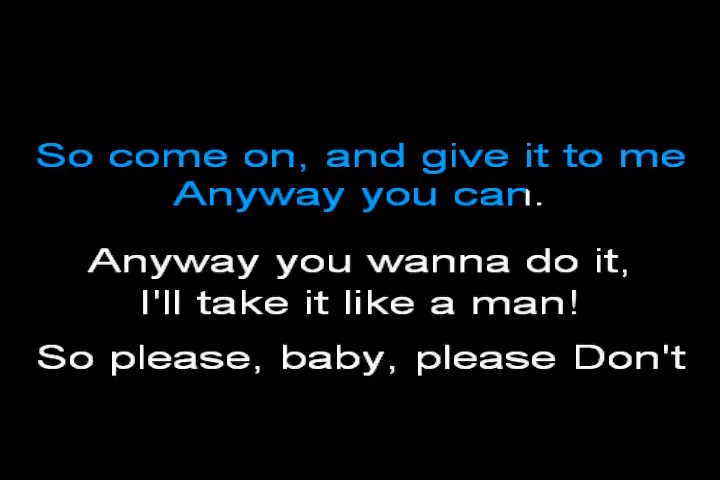 So come on, and give it to me
Anyway you can.
Anyway you wanna do it,
I'll take it like a man!
So please, baby, please Don't